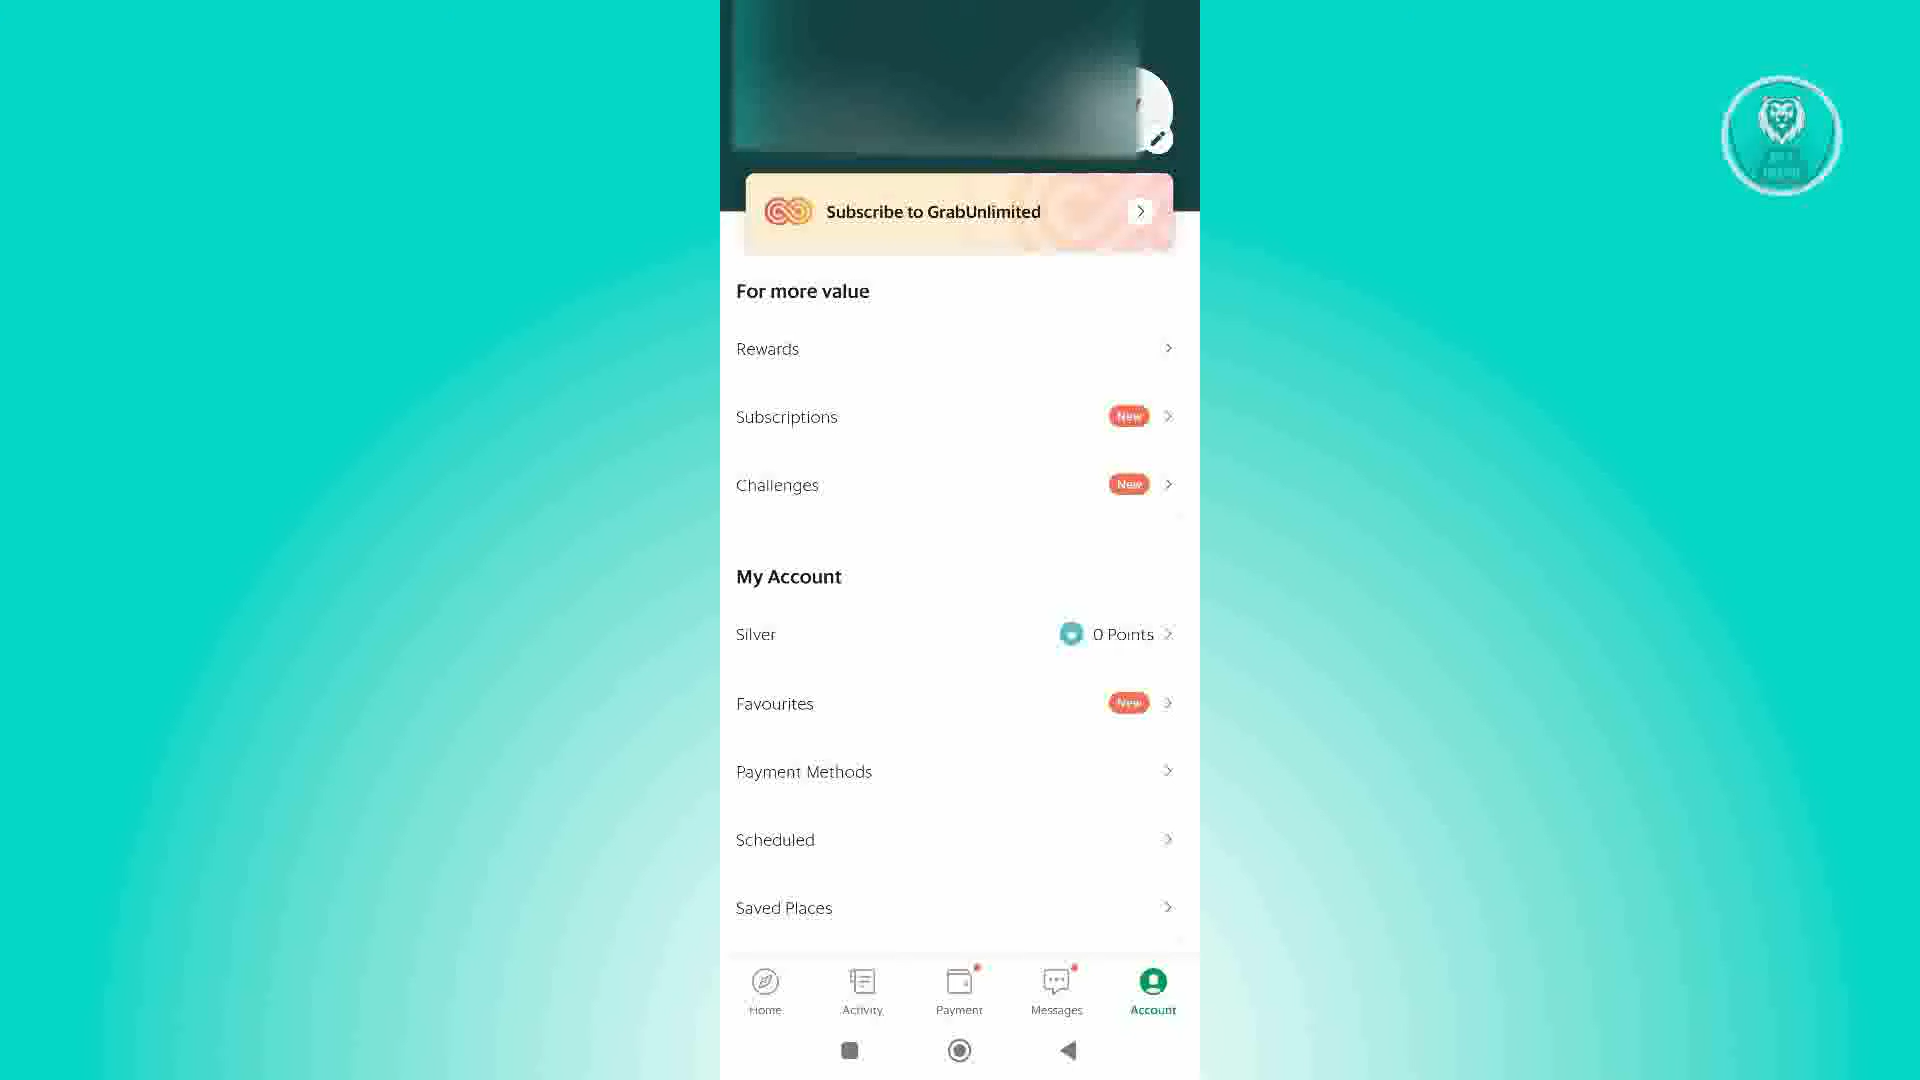 Subscribe to GrabUnlimited
For more value
Rewards
Subscriptions
New
Challenges
New
My Account
Silver
0 Points
Favourites
New
Payment Methods
Scheduled
Saved Places
Home
Activity
Payment
Messages
Account